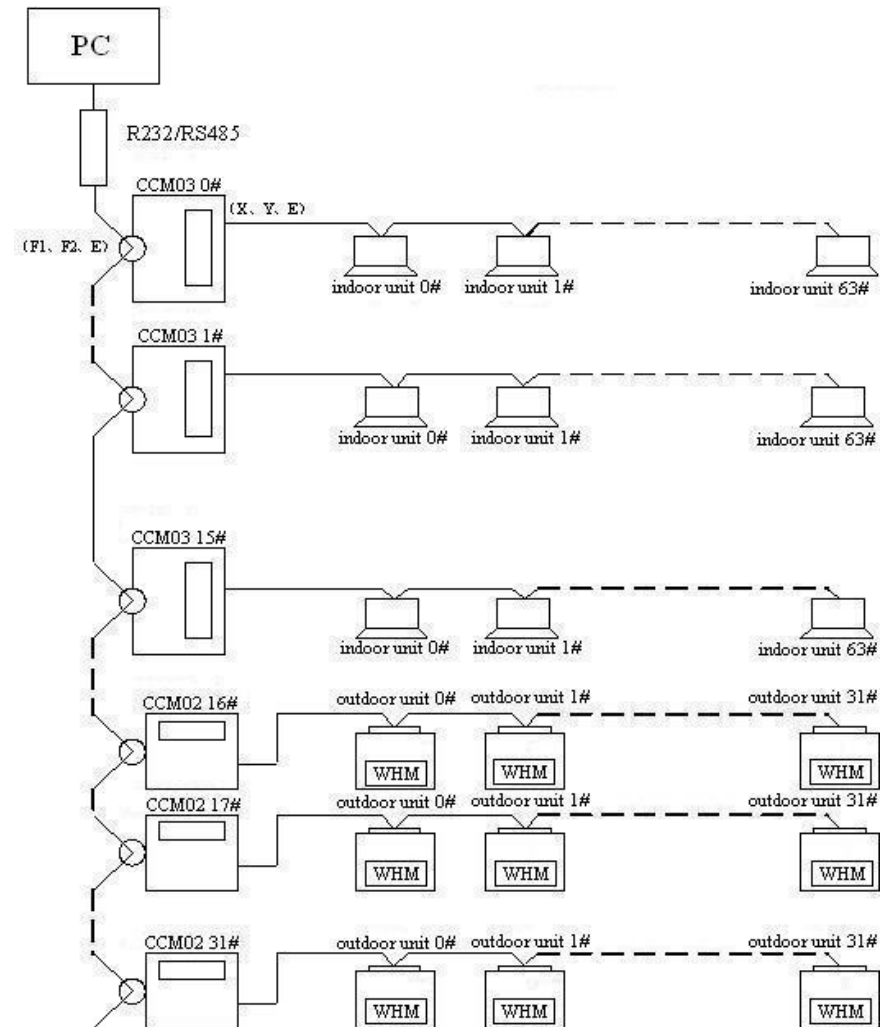 PC
R232/RS485
CCM03 0#
(X、Y、E)
(F1、F2、E)
indoor unit 0# indoor unit 1# indoor unit 63#
CCM03 1#
indoor unit 0# indoor unit 1# indoor unit 63#
CCM03 15#
indoor unit 0# indoor unit 1# indoor unit 63#
CCM02 16# outdoor unit 0# outdoor unit 1# outdoor unit 31#
WHM WHM WHM
CCM02 17# outdoor unit 0# outdoor unit 1# outdoor unit 31#
WHM WHM WHM
CCM02 31# outdoor unit 0# outdoor unit 1# outdoor unit 31#
WHM WHM WHM